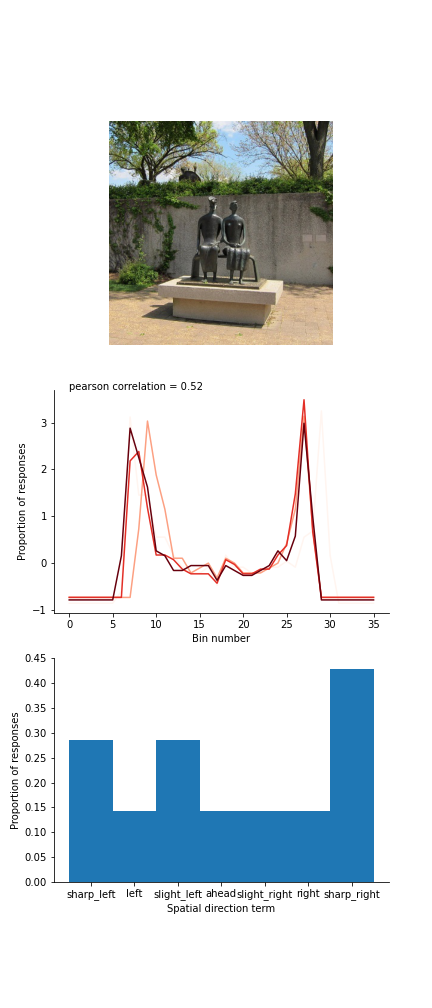 pearson correlation = 0.52
3
2
1
0
−1
Proportion of responses
0 5 10 15 20 25 30 35
Bin number
0.45
0.40
0.35
0.30
0.25
0.20
0.15
0.10
0.05
0.00
Proportion of responses
sharp_left left slight_left ahead slight_right right sharp_right
Spatial direction term